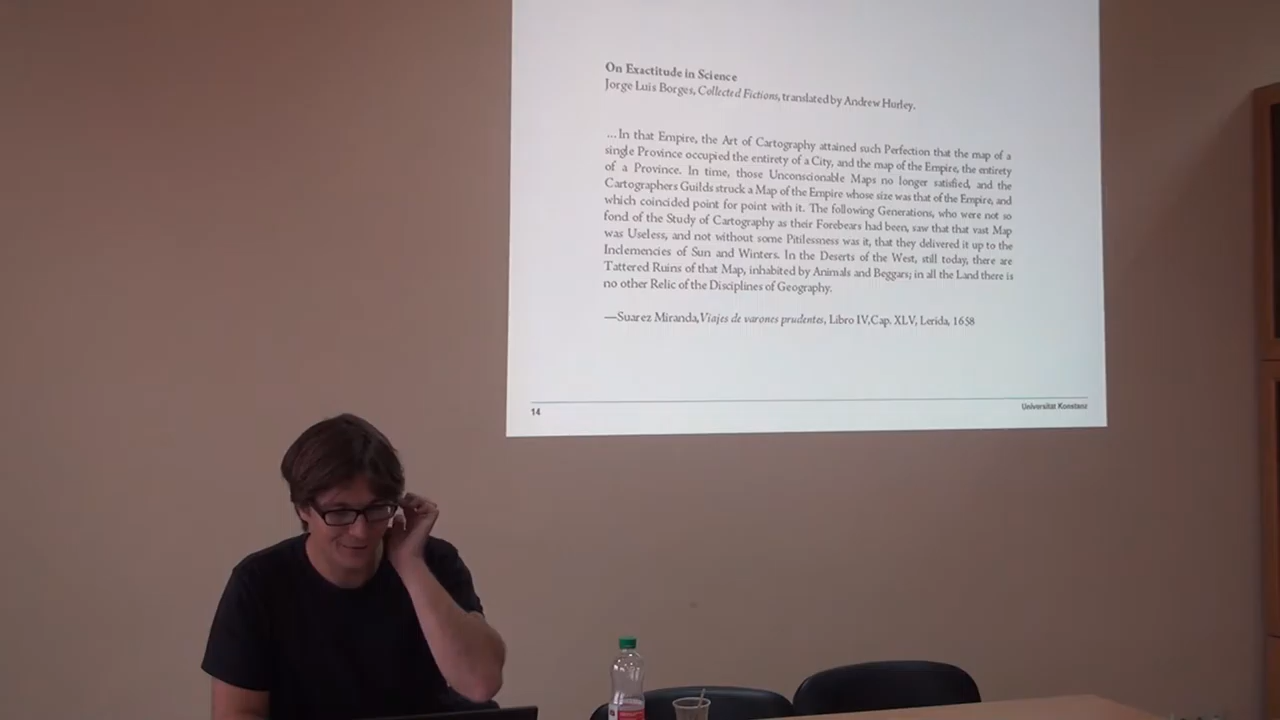 On Exactitude in Science
Jorge Luis Borges, Collected Fictions, translated by Andrew Hurley.
...In that Empire, the Art of Cartography attained such Perfection that the map of a
single Province occupied the entirety of a City, and the map of the Empire, the entirety
of a Province. In time, those Unconscionable Maps no longer satisfied, and the
Cartographers Guilds struck a Map of the Empire whose size was that of the Empire, and
which coincided point for point with it. The following Generations, who were not so
fond of the Study of Cartography as their Forebears had been, saw that that vast Map
was Useless, and not without some Pitilessness was it, that they delivered it up to the
Inclemencies of Sun and Winters. In the Deserts of the West, still today, there are
Tattered Ruins of that Map, inhabited by Animals and Beggars; in all the Land there is
no other Relic of the Disciplines of Geography.
—Suarez Miranda,Viajes de varones prudentes, Libro IV,Cap. XLV, Lerida, 1658
14
Universität Konstanz